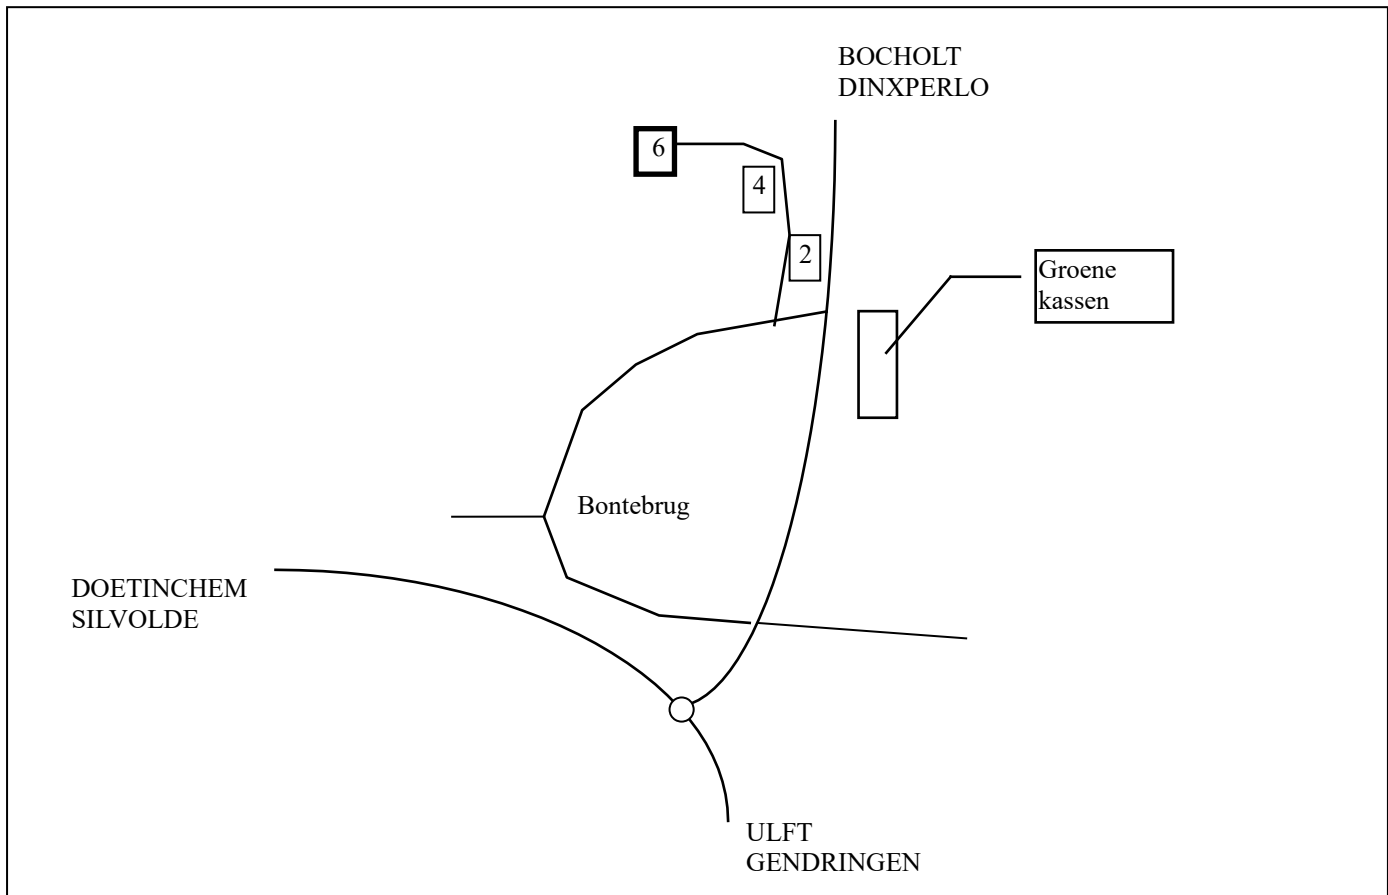 BOCHOLT
DINXPERLO
6
4
2
Groene
kassen
Bontebrug
DOETINCHEM
SILVOLDE
ULFT
GENDRINGEN